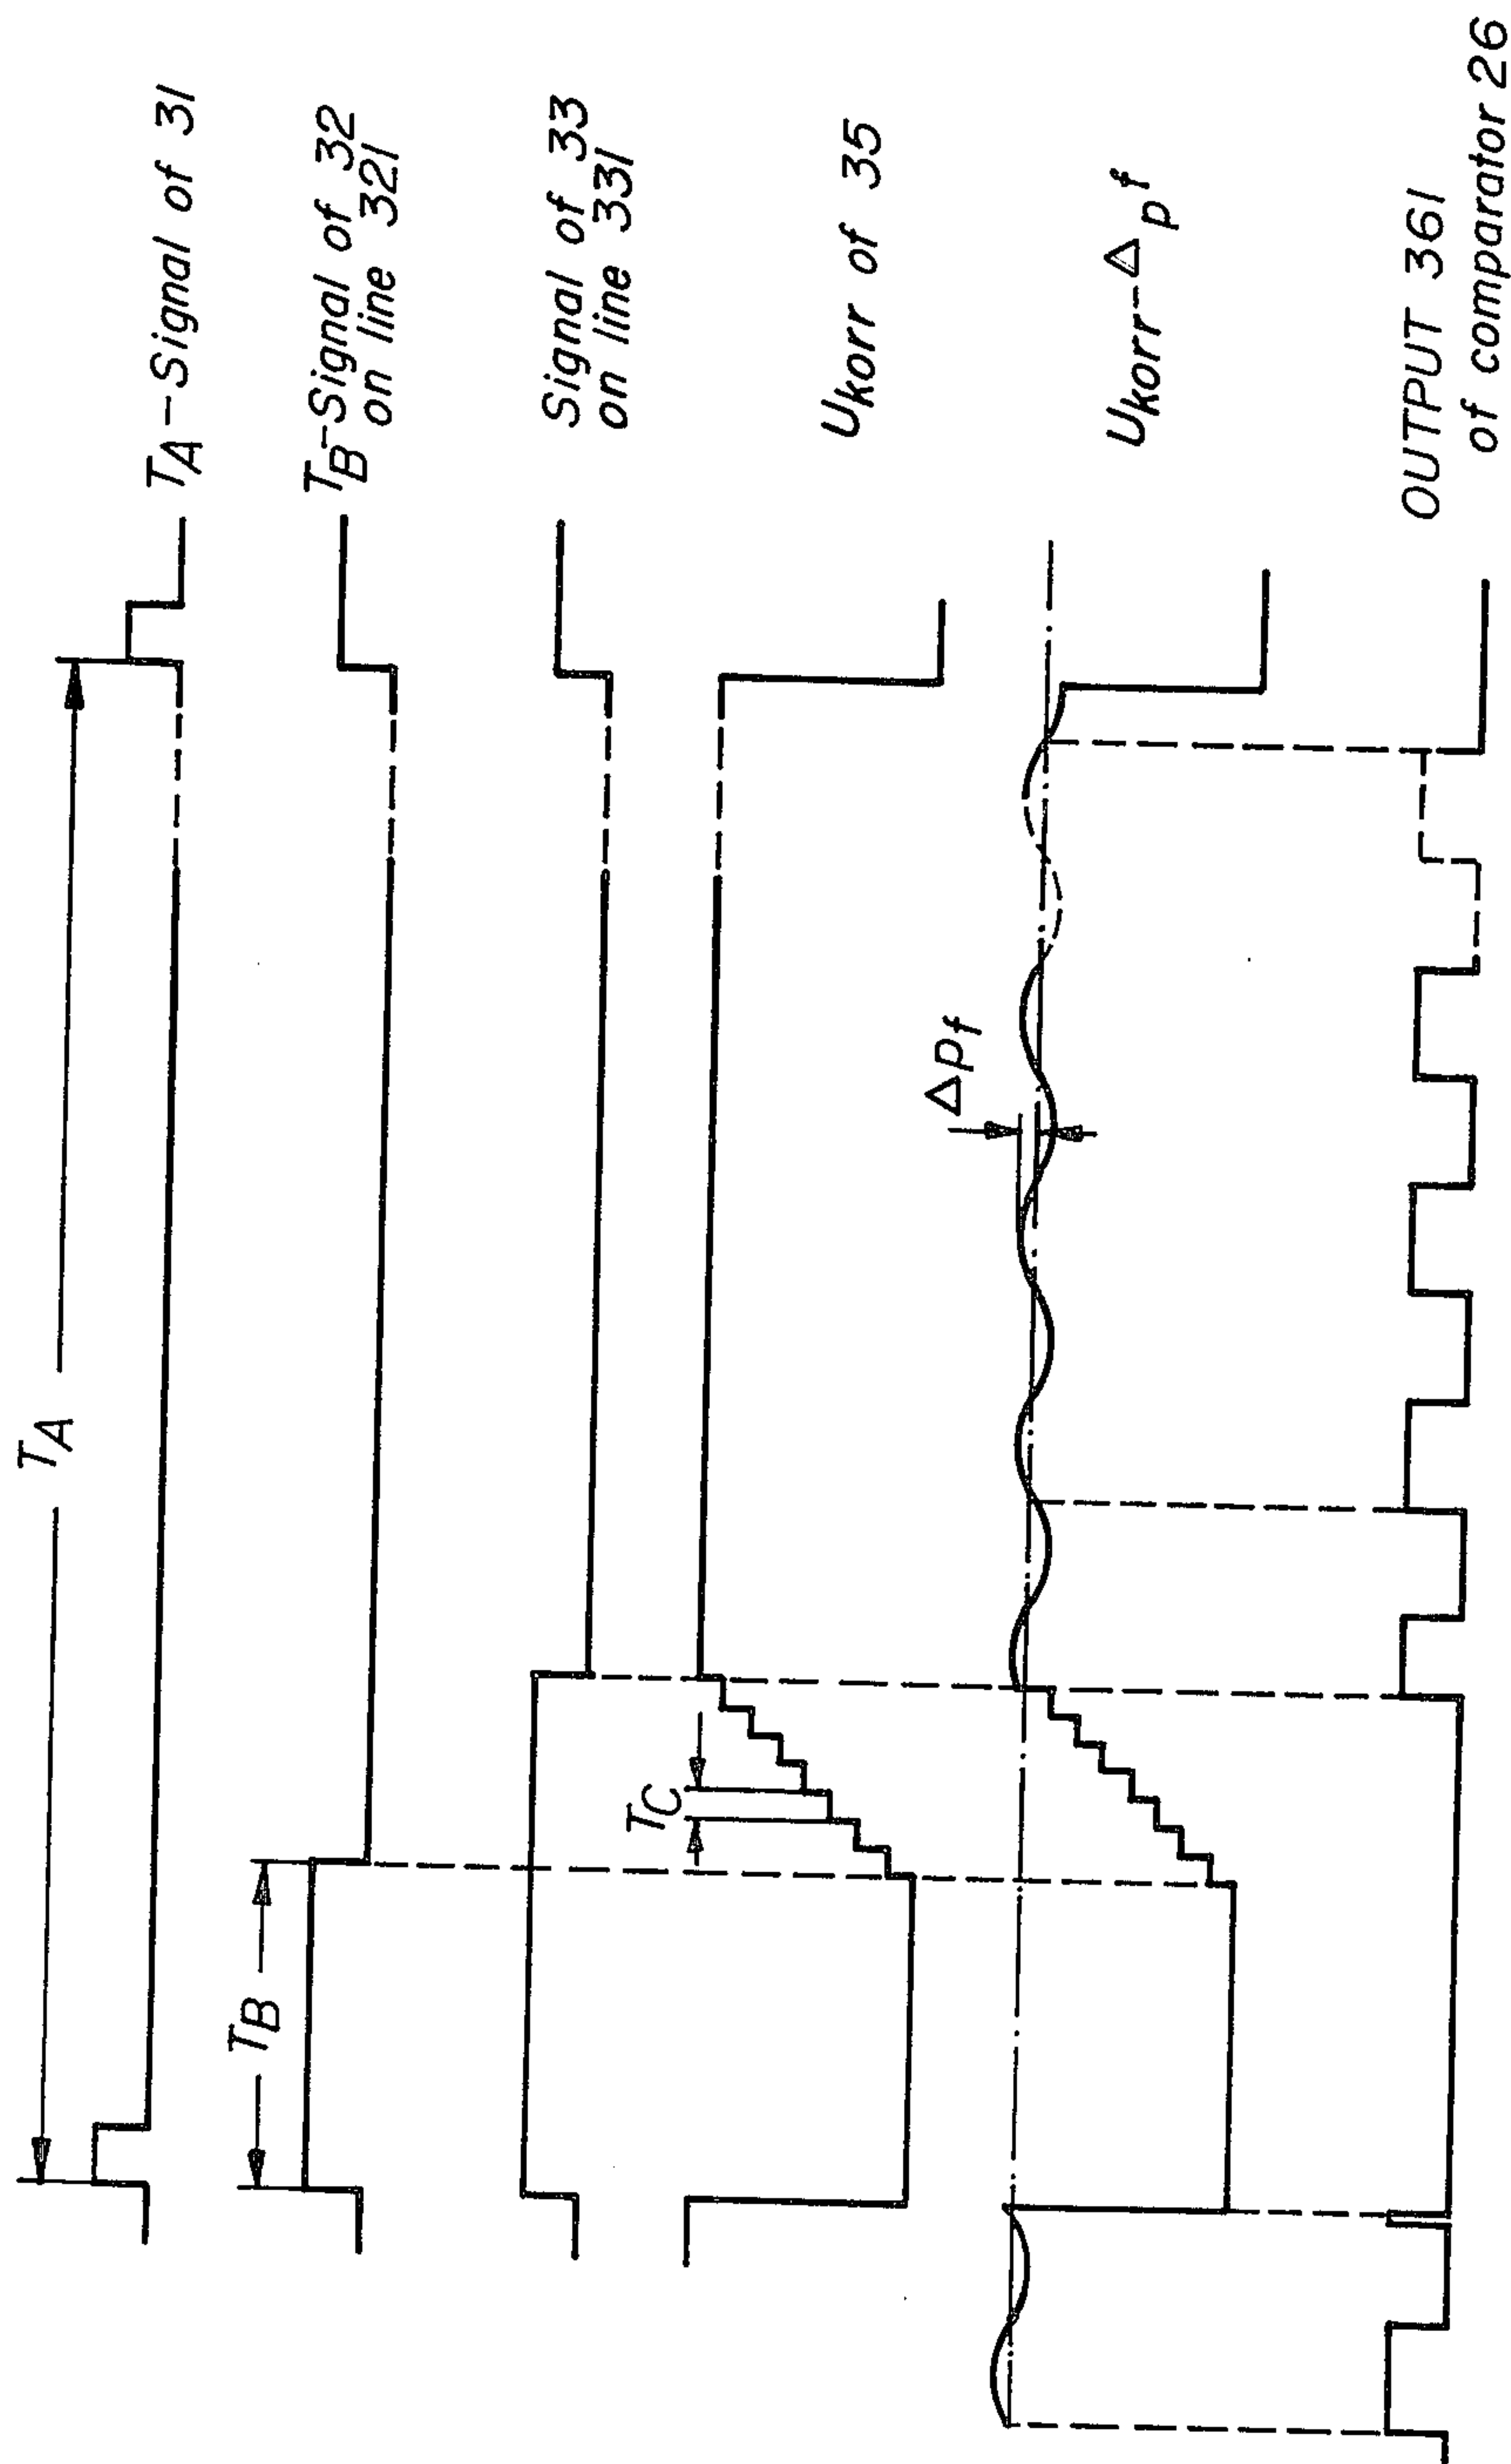 T_A
T_A-Signal of 31
T_B
T_B-Signal of 32
on line 321
Signal of 33
on line 331
T_C
U_korr of 35
Δp_f
U_korr-Δ_p f
OUTPUT 361
of comparator 26